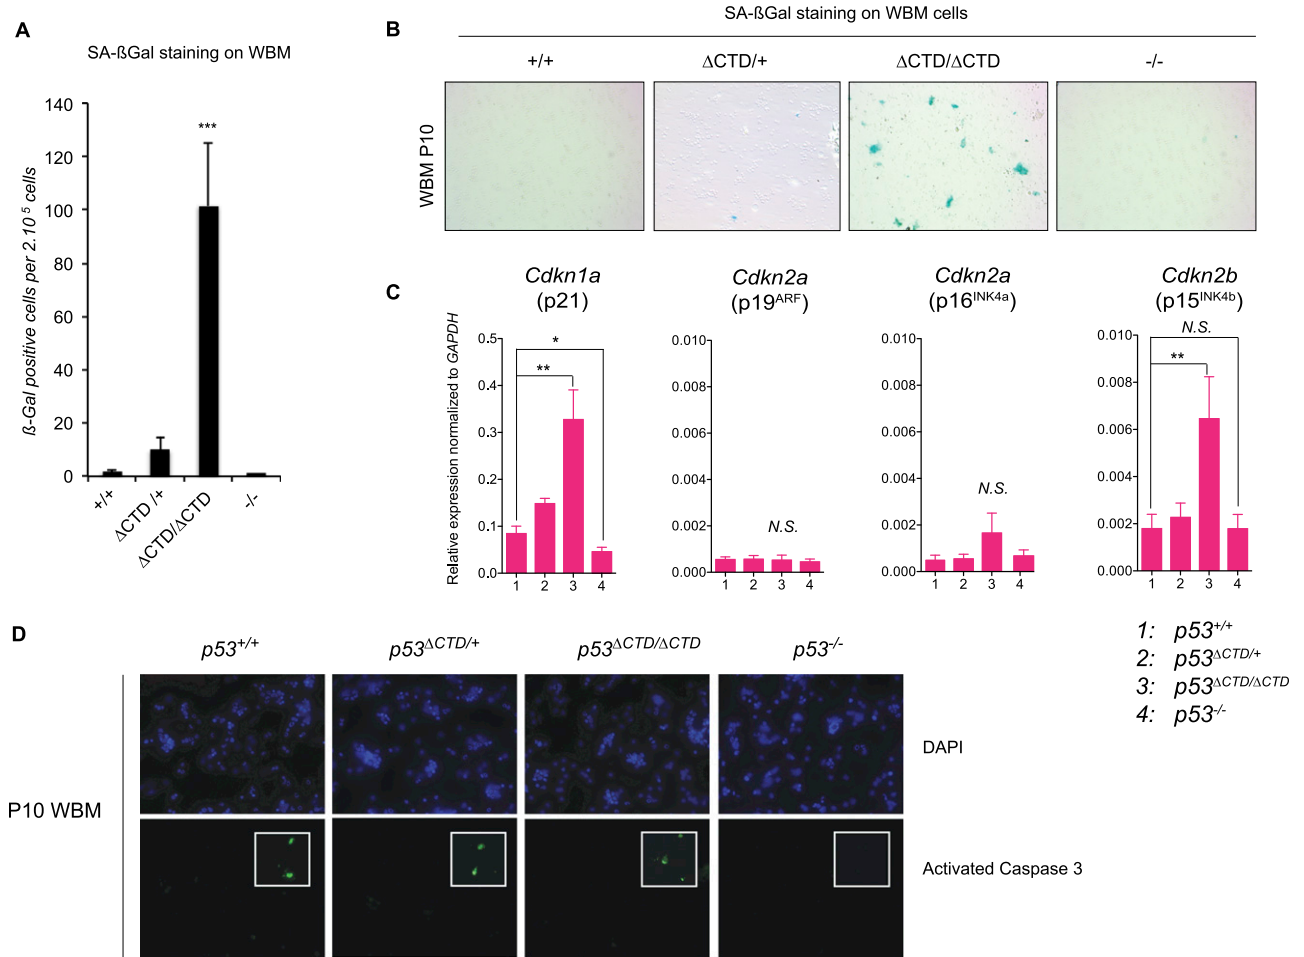 A
SA-ßGal staining on WBM
ß-Gal positive cells per 2.10 5 cells
140
120
100
80
60
40
20
0
***
+/+
ΔCTD /+
ΔCTD/ΔCTD
-/-
B
SA-ßGal staining on WBM cells
+/+
ΔCTD/+
ΔCTD/ΔCTD
-/-
WBM P10
C
Relative expression normalized to GAPDH
Cdkn1a
(p21)
0.5
0.4
0.3
0.2
0.1
0.0
*
**
1 2 3 4
Cdkn2a
(p19ARF)
0.010
0.008
0.006
0.004
0.002
0.000
N.S.
1 2 3 4
Cdkn2a
(p16INK4a)
0.010
0.008
0.006
0.004
0.002
0.000
N.S.
1 2 3 4
Cdkn2b
(p15INK4b)
0.010
0.008
0.006
0.004
0.002
0.000
N.S.
**
1 2 3 4
1: p53+/+
2: p53ΔCTD/+
3: p53ΔCTD/ΔCTD
4: p53-/-
D
p53+/+
p53ΔCTD/+
p53ΔCTD/ΔCTD
p53-/-
P10 WBM
DAPI
Activated Caspase 3